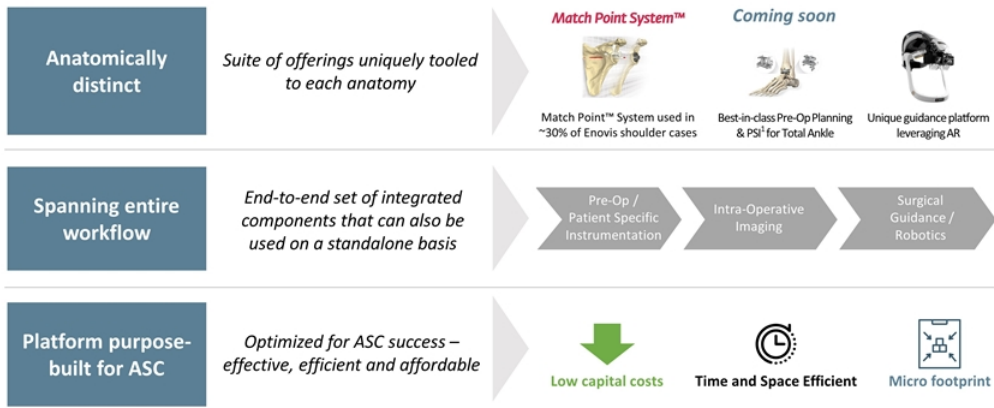 Anatomically
distinct
Suite of offerings uniquely tooled
to each anatomy
Match Point System™
Match Point™ System used in
~30% of Enovis shoulder cases
Coming soon
Best-in-class Pre-Op Planning
& PSI¹ for Total Ankle
Unique guidance platform
leveraging AR
Spanning entire
workflow
End-to-end set of integrated
components that can also be
used on a standalone basis
Pre-Op /
Patient Specific
Instrumentation
Intra-Operative
Imaging
Surgical
Guidance /
Robotics
Platform purpose-
built for ASC
Optimized for ASC success –
effective, efficient and affordable
Low capital costs
Time and Space Efficient
Micro footprint